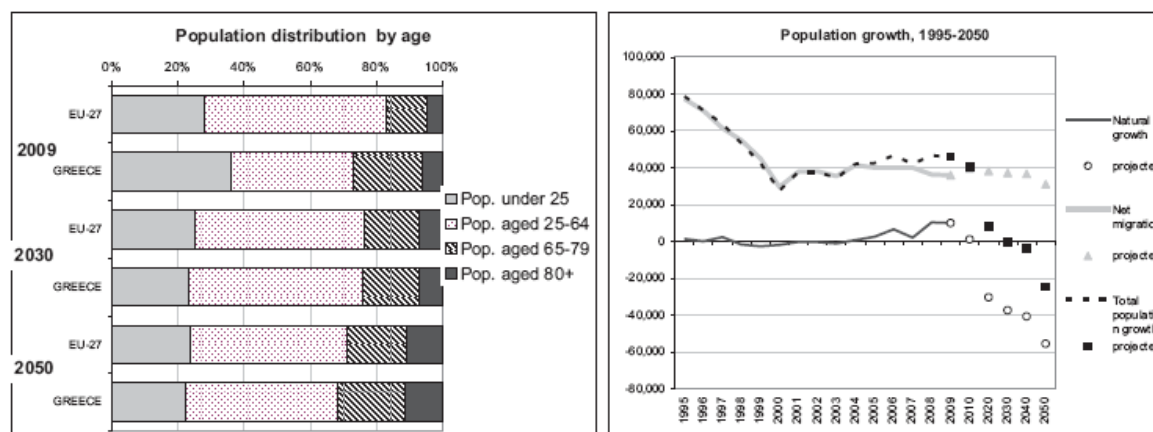 Population distribution by age
0% 20% 40% 60% 80% 100%
EU-27
2009
GREECE
EU-27
2030
GREECE
EU-27
2050
GREECE
Pop. under 25
Pop. aged 25-64
Pop. aged 65-79
Pop. aged 80+
Population growth, 1995-2050
100,000
80,000
60,000
40,000
20,000
0
-20,000
-40,000
-60,000
-80,000
1995 1996 1997 1998 1999 2000 2001 2002 2003 2004 2005 2006 2007 2008 2009 2010 2020 2030 2040 2050
Natural
growth
projecte
Net
migratio
projecte
Total
populati
n growth
projecte